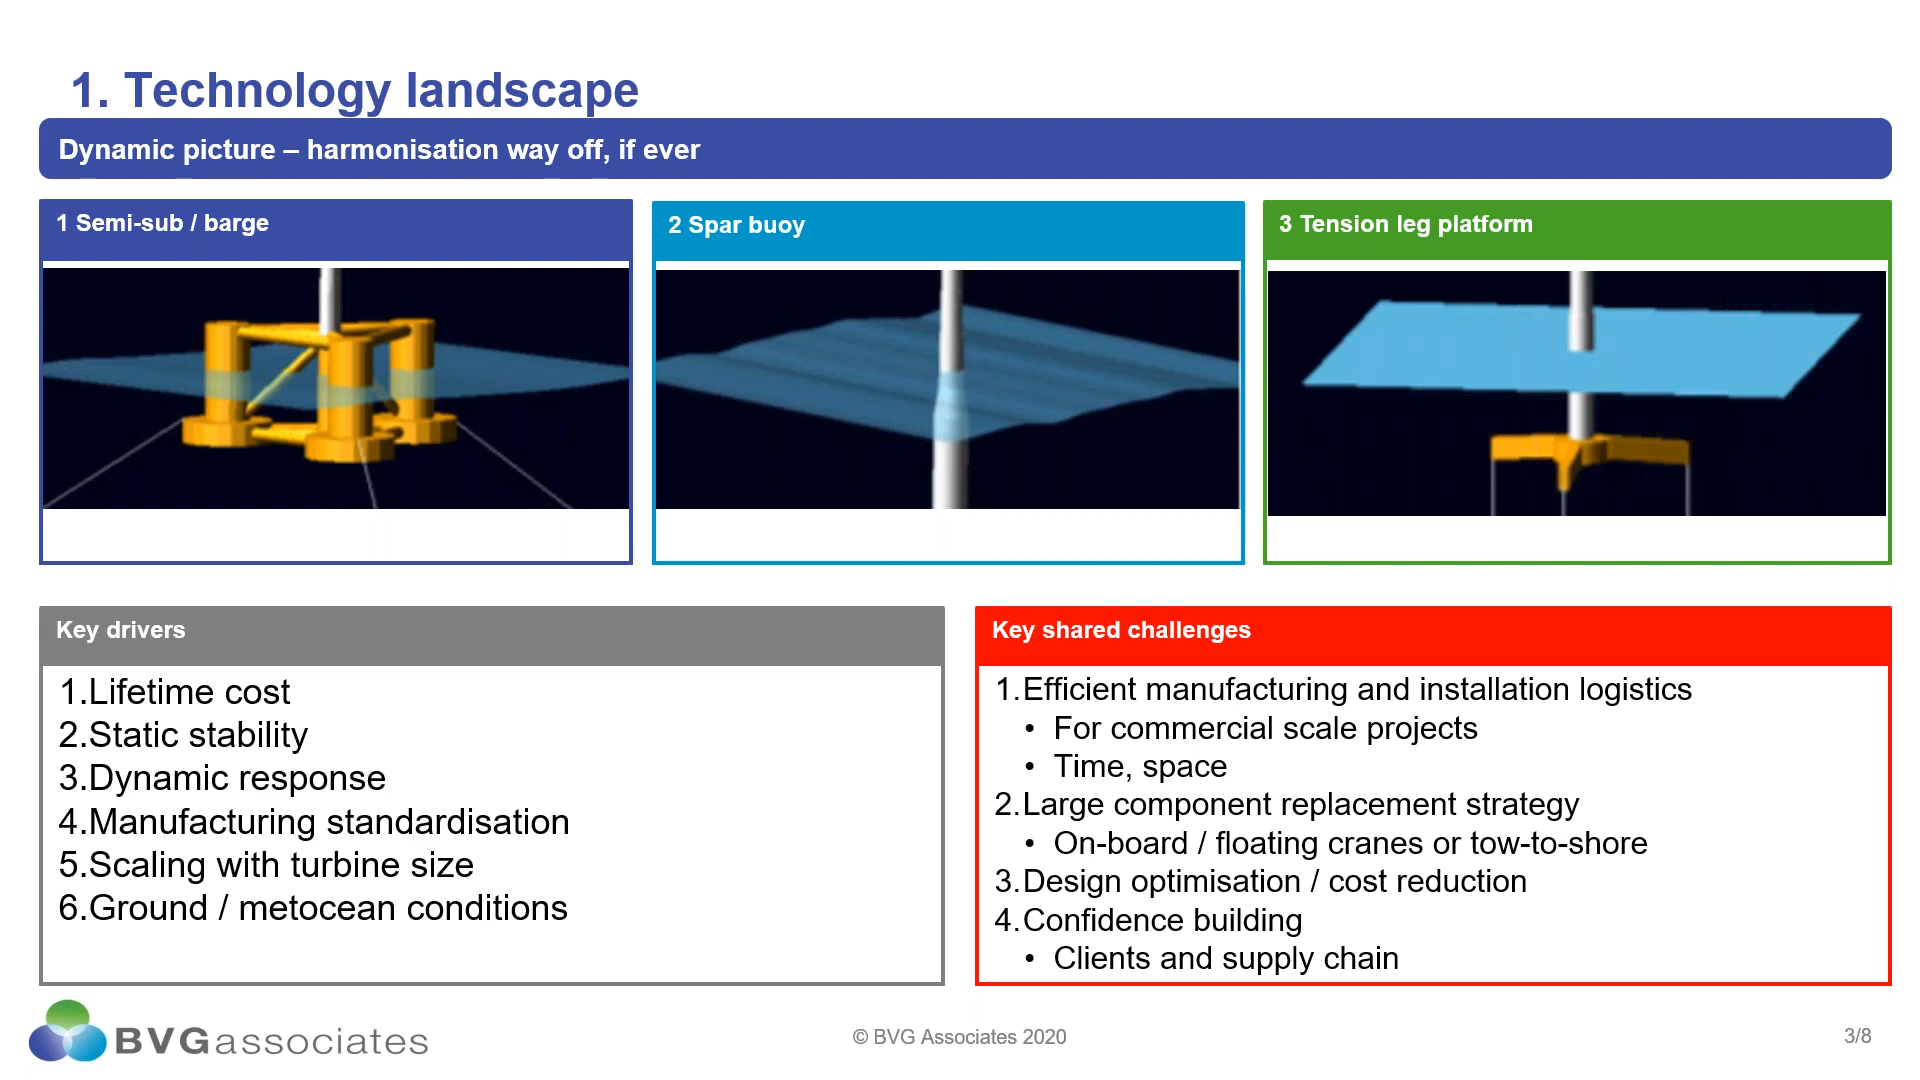 1. Technology landscape
Dynamic picture – harmonisation way off, if ever
1 Semi-sub / barge
2 Spar buoy
3 Tension leg platform
Key drivers
1.Lifetime cost
2.Static stability
3.Dynamic response
4.Manufacturing standardisation
5.Scaling with turbine size
6.Ground / metocean conditions
Key shared challenges
1.Efficient manufacturing and installation logistics
• For commercial scale projects
• Time, space
2.Large component replacement strategy
• On-board / floating cranes or tow-to-shore
3.Design optimisation / cost reduction
4.Confidence building
• Clients and supply chain
BVGassociates
© BVG Associates 2020
3/8